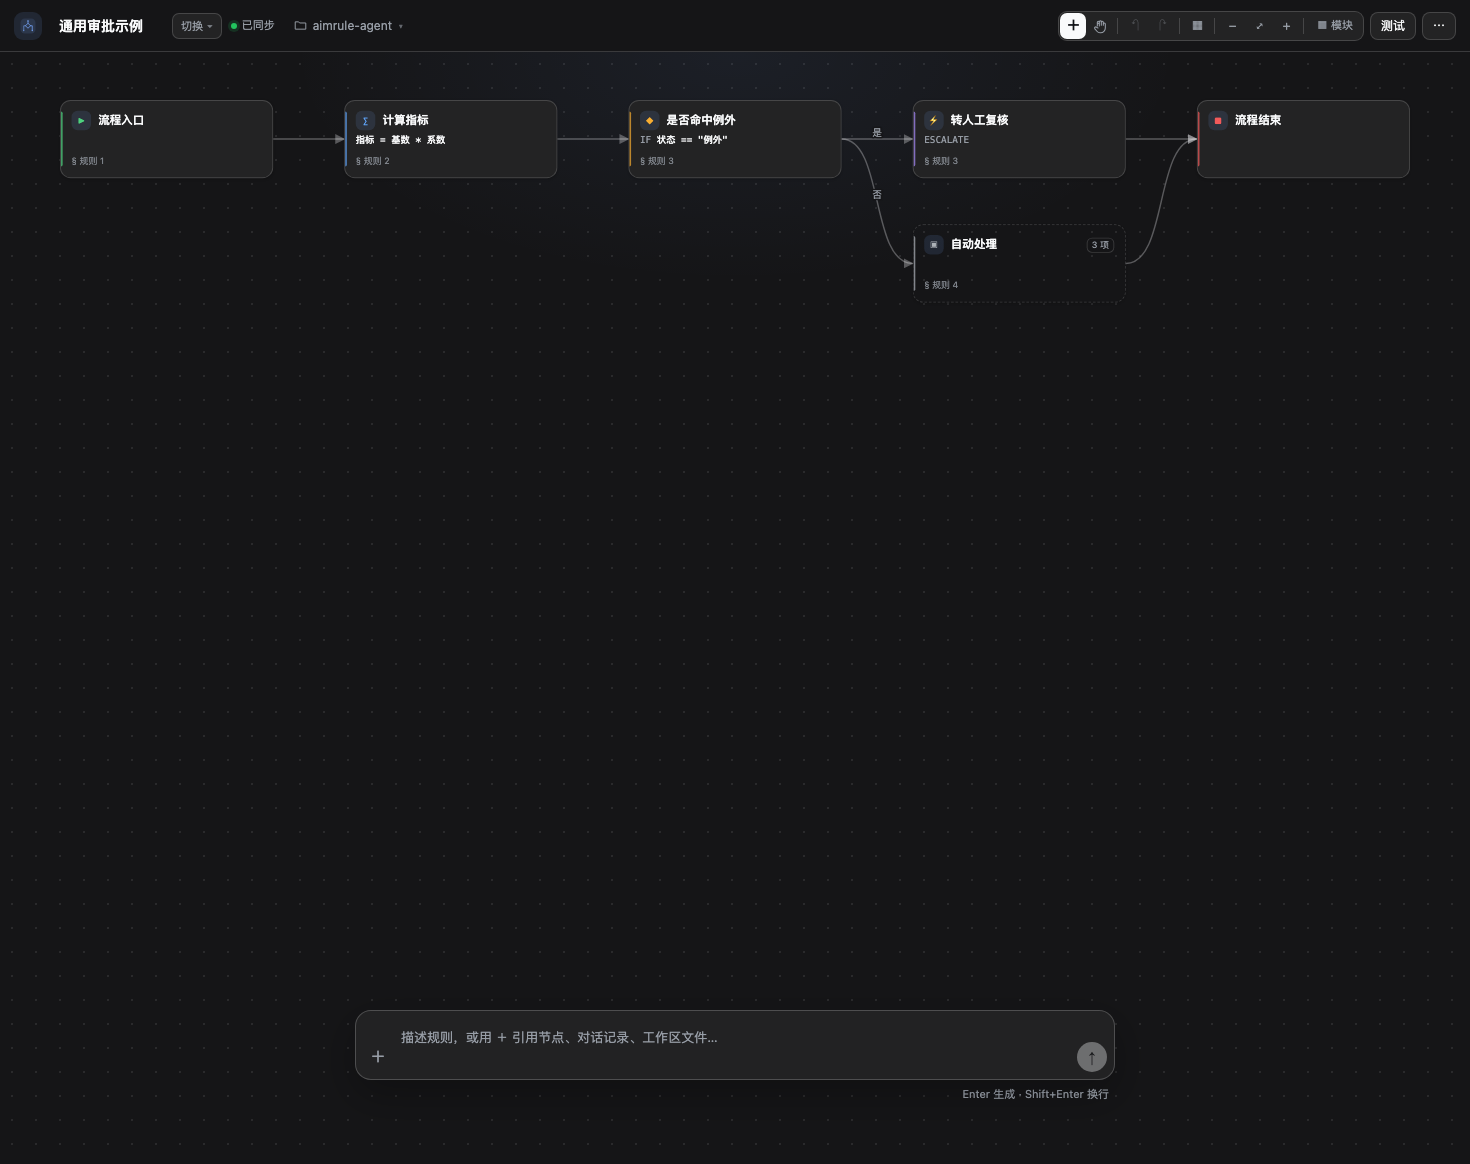 通用审批示例
切换
已同步
aimrule-agent
模块
测试
流程入口
§ 规则 1
Σ 计算指标
指标 = 基数 * 系数
§ 规则 2
是否命中例外
IF 状态 == "例外"
§ 规则 3
是
否
转人工复核
ESCALATE
§ 规则 3
自动处理
3 项
§ 规则 4
流程结束
描述规则，或用 + 引用节点、对话记录、工作区文件...
Enter 生成 · Shift+Enter 换行